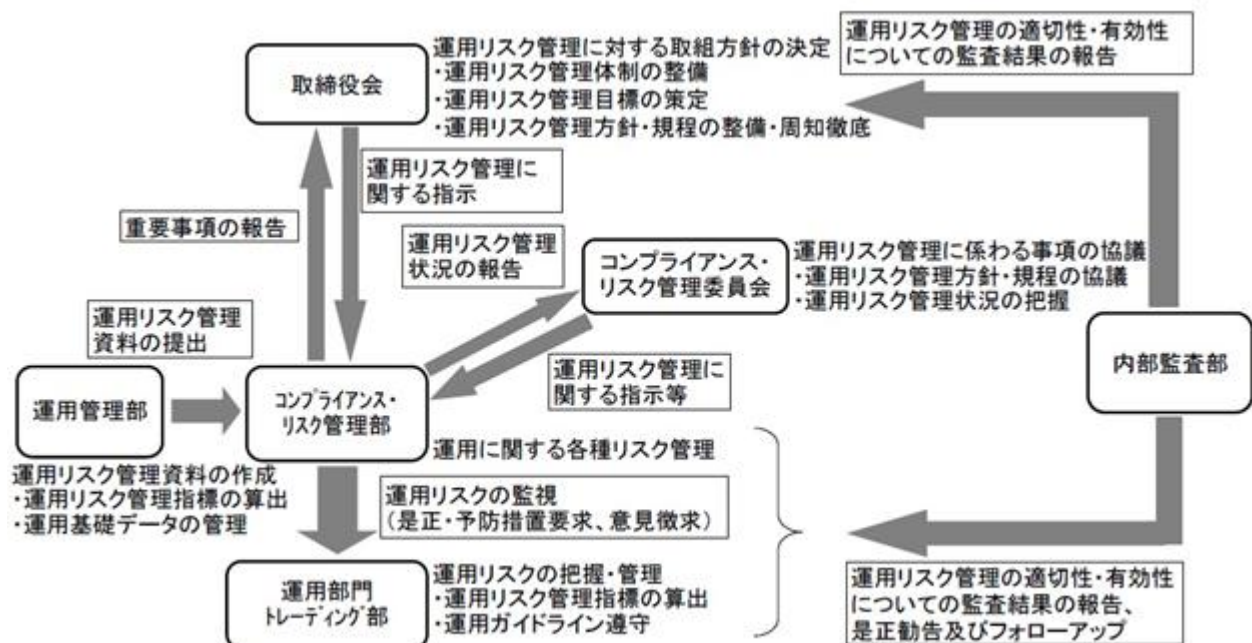 取締役会
運用リスク管理に対する取組方針の決定
・運用リスク管理体制の整備
・運用リスク管理目標の策定
・運用リスク管理方針・規程の整備・周知徹底
運用リスク管理の適切性・有効性
についての監査結果の報告
運用リスク管理に
関する指示
重要事項の報告
運用リスク管理
状況の報告
コンプライアンス・
リスク管理委員会
運用リスク管理に係わる事項の協議
・運用リスク管理方針・規程の協議
・運用リスク管理状況の把握
運用リスク管理
資料の提出
運用リスク管理に
関する指示等
内部監査部
運用管理部
コンプライアンス・
リスク管理部
運用に関する各種リスク管理
運用リスク管理資料の作成
・運用リスク管理指標の算出
・運用基礎データの管理
運用リスクの監視
(是正・予防措置要求、意見徴求)
運用部門
トレーディング部
運用リスクの把握・管理
・運用リスク管理指標の算出
・運用ガイドライン遵守
運用リスク管理の適切性・有効性
についての監査結果の報告、
是正勧告及びフォローアップ